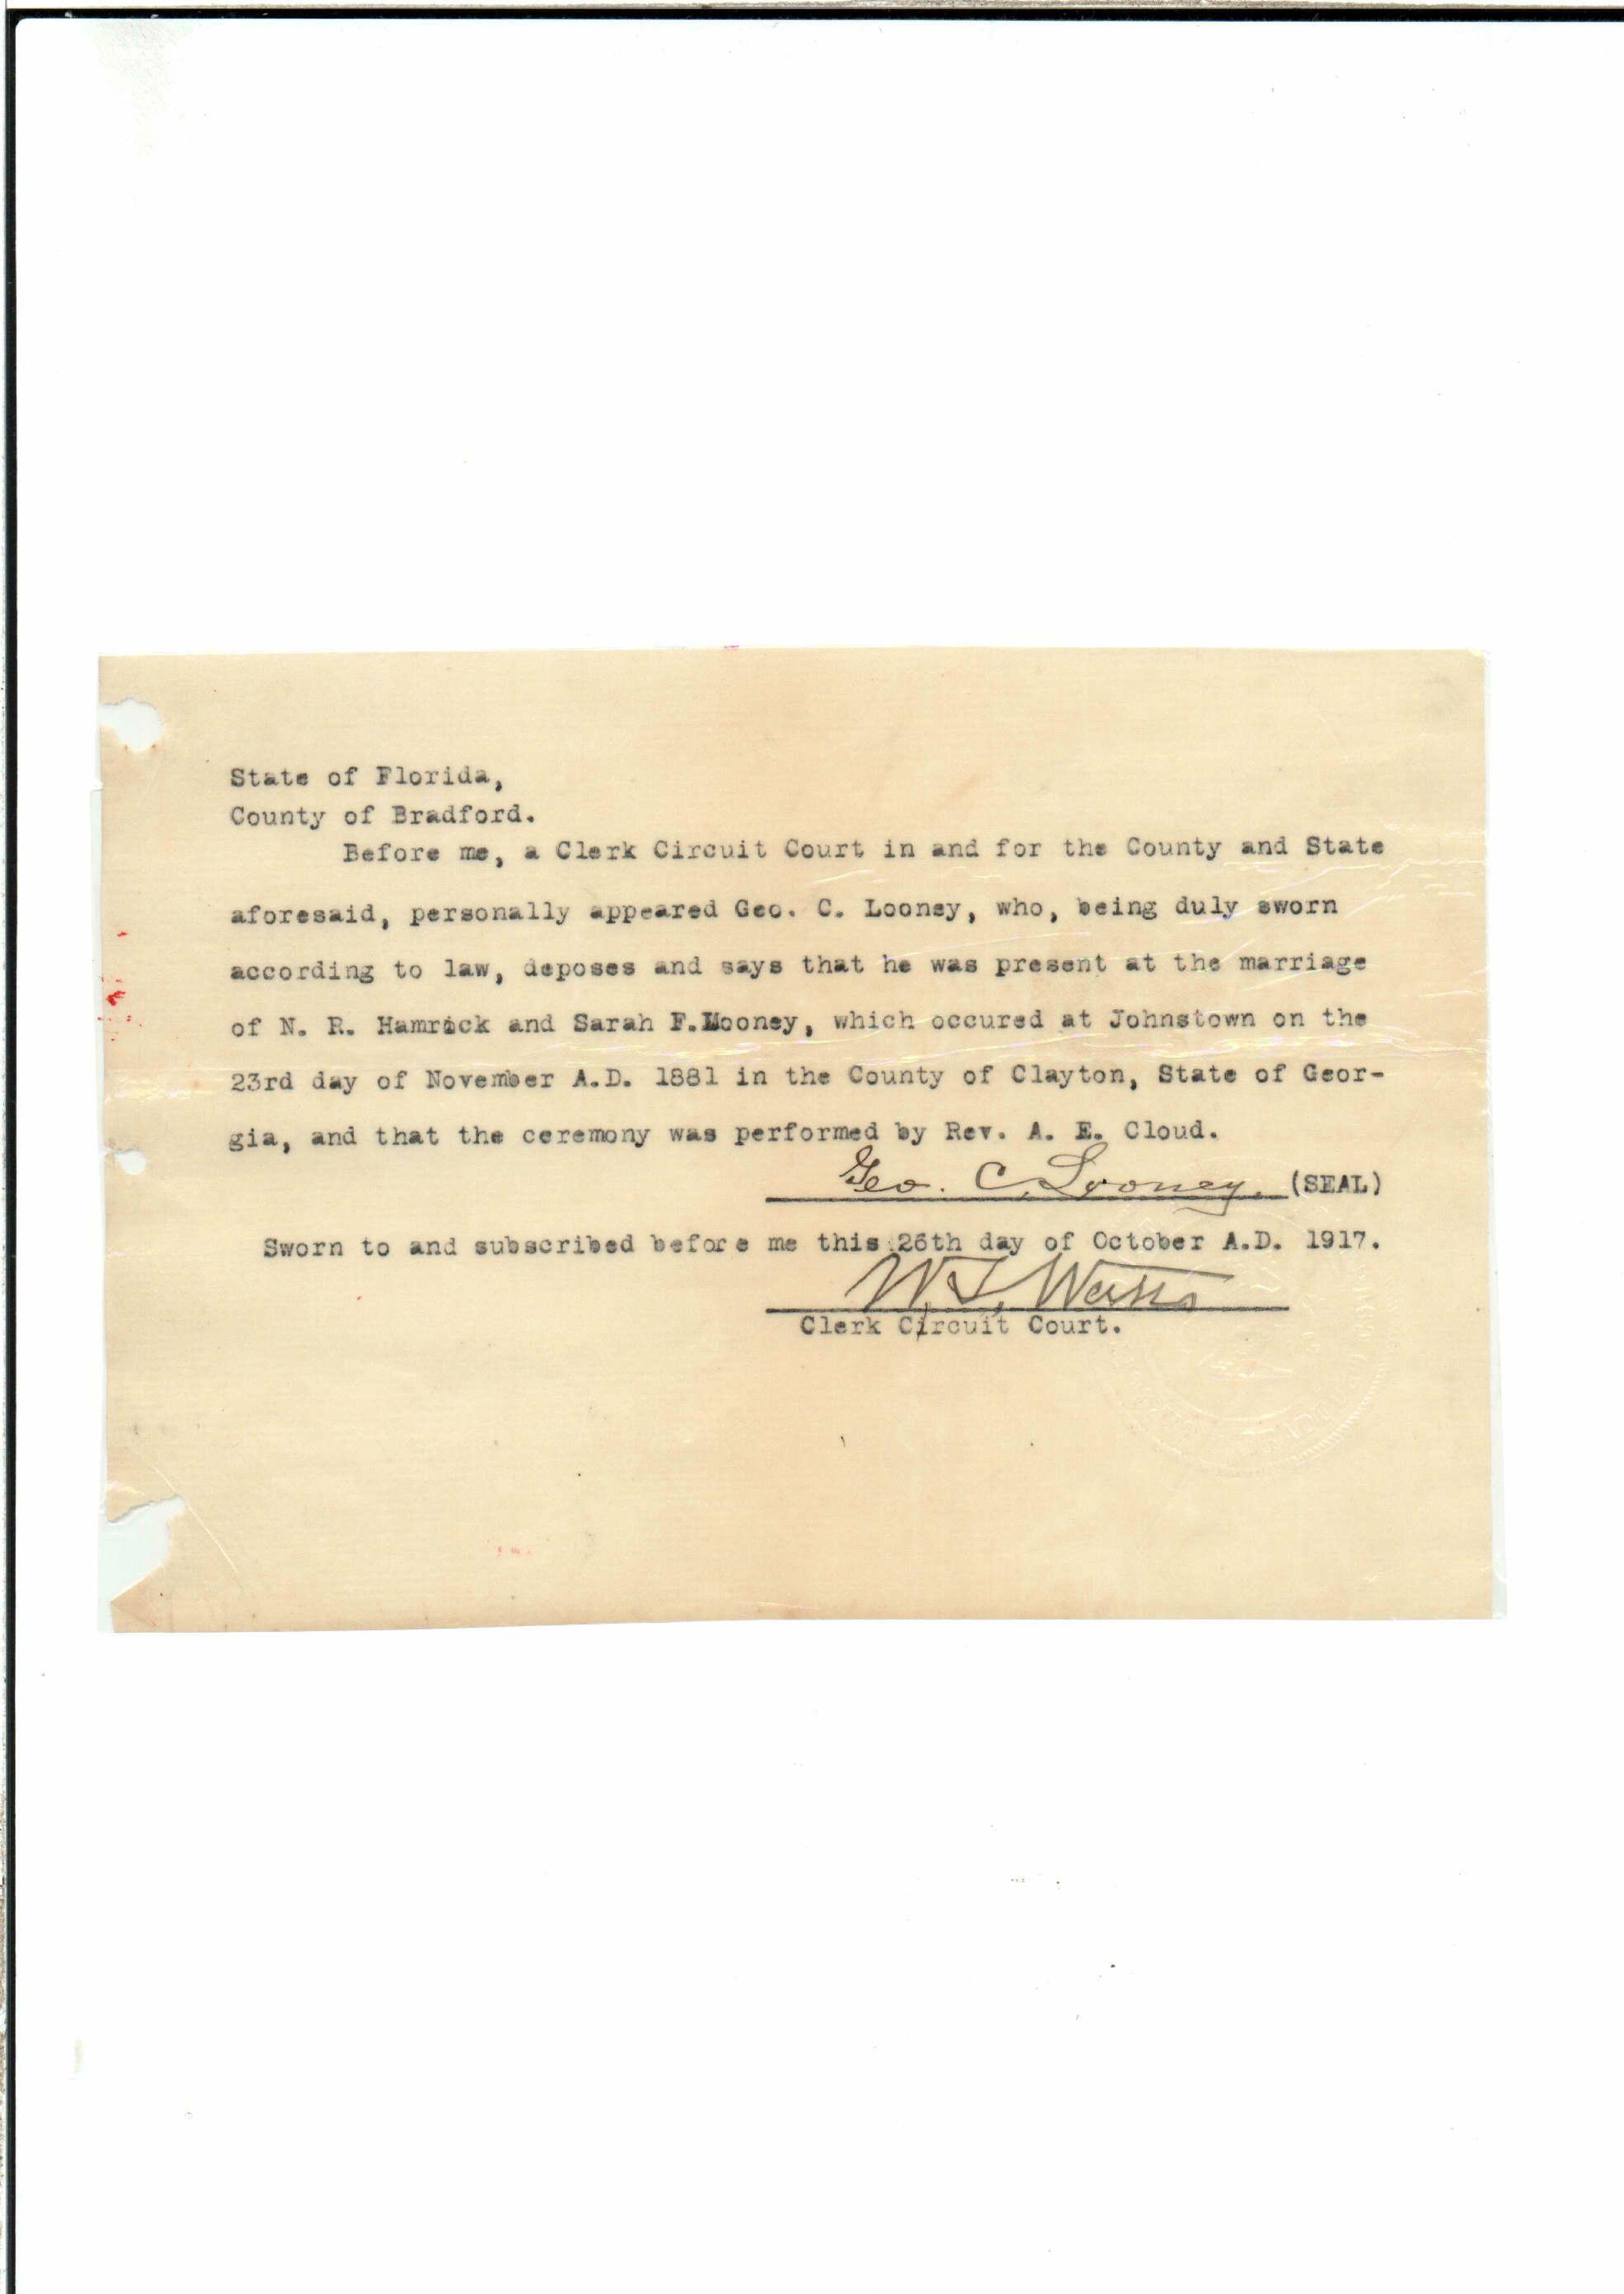 State of Florida,
County of Bradford.
Before me, a Clerk Circuit Court in and for the County and State
aforesaid, personally appeared Geo. C. Looney, who, being duly sworn
according to law, deposes and says that he was present at the marriage
of N. R. Hamrick and Sarah F.Looney, which occured at Johnstown on the
23rd day of November A.D. 1881 in the County of Clayton, State of Geor-
gia, and that the ceremony was performed by Rev. A. E. Cloud.
Geo. C. Looney. (SEAL)
Sworn to and subscribed before me this 26th day of October A.D. 1917.
W. T. Weeks
Clerk Circuit Court.